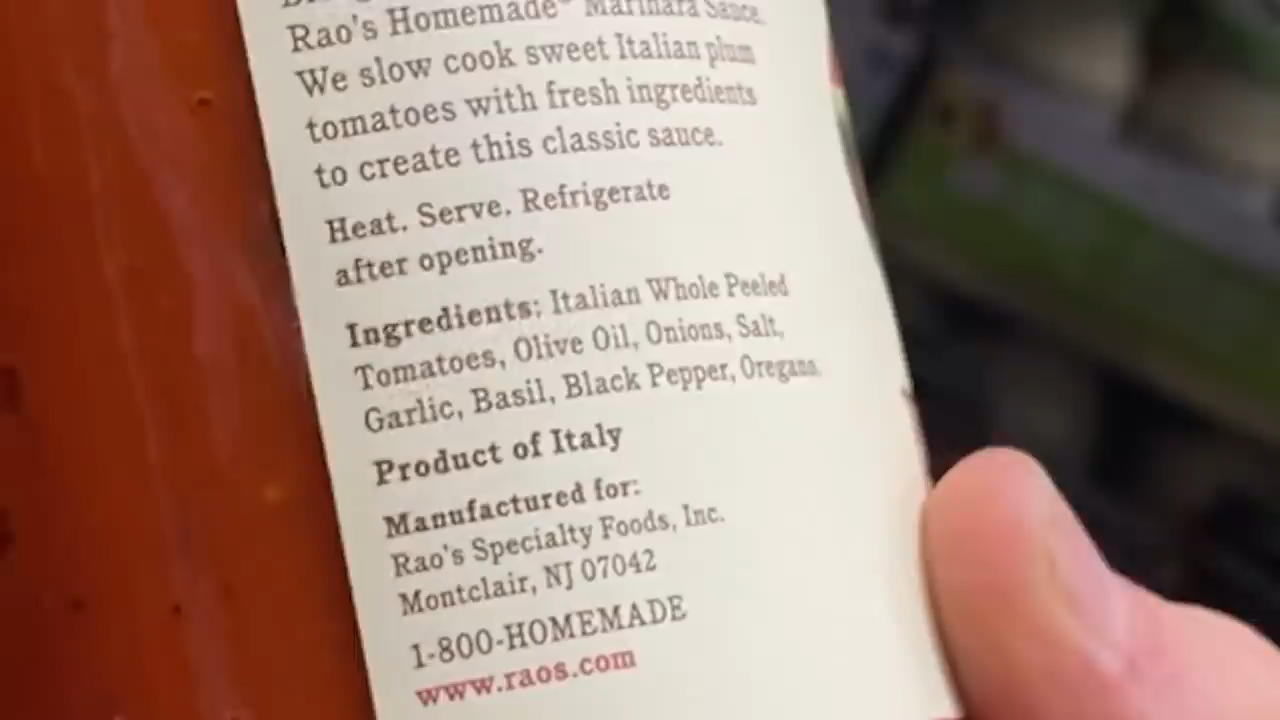 Rao's Homemade® Marinara Sauce.
We slow cook sweet Italian plum
tomatoes with fresh ingredients
to create this classic sauce.
Heat. Serve. Refrigerate
after opening.
Ingredients: Italian Whole Peeled
Tomatoes, Olive Oil, Onions, Salt,
Garlic, Basil, Black Pepper, Oregano.
Product of Italy
Manufactured for:
Rao's Specialty Foods, Inc.
Montclair, NJ 07042
1-800-HOMEMADE
www.raos.com